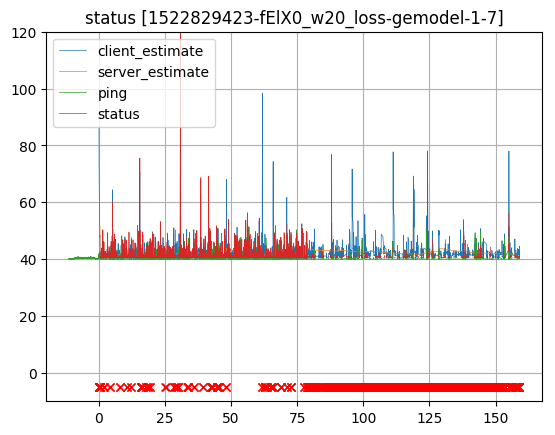 status [1522829423-fElX0_w20_loss-gemodel-1-7]
120
client_estimate
server_estimate
ping
status
100
80
60
40
20
0
0
25
50
75
100
125
150